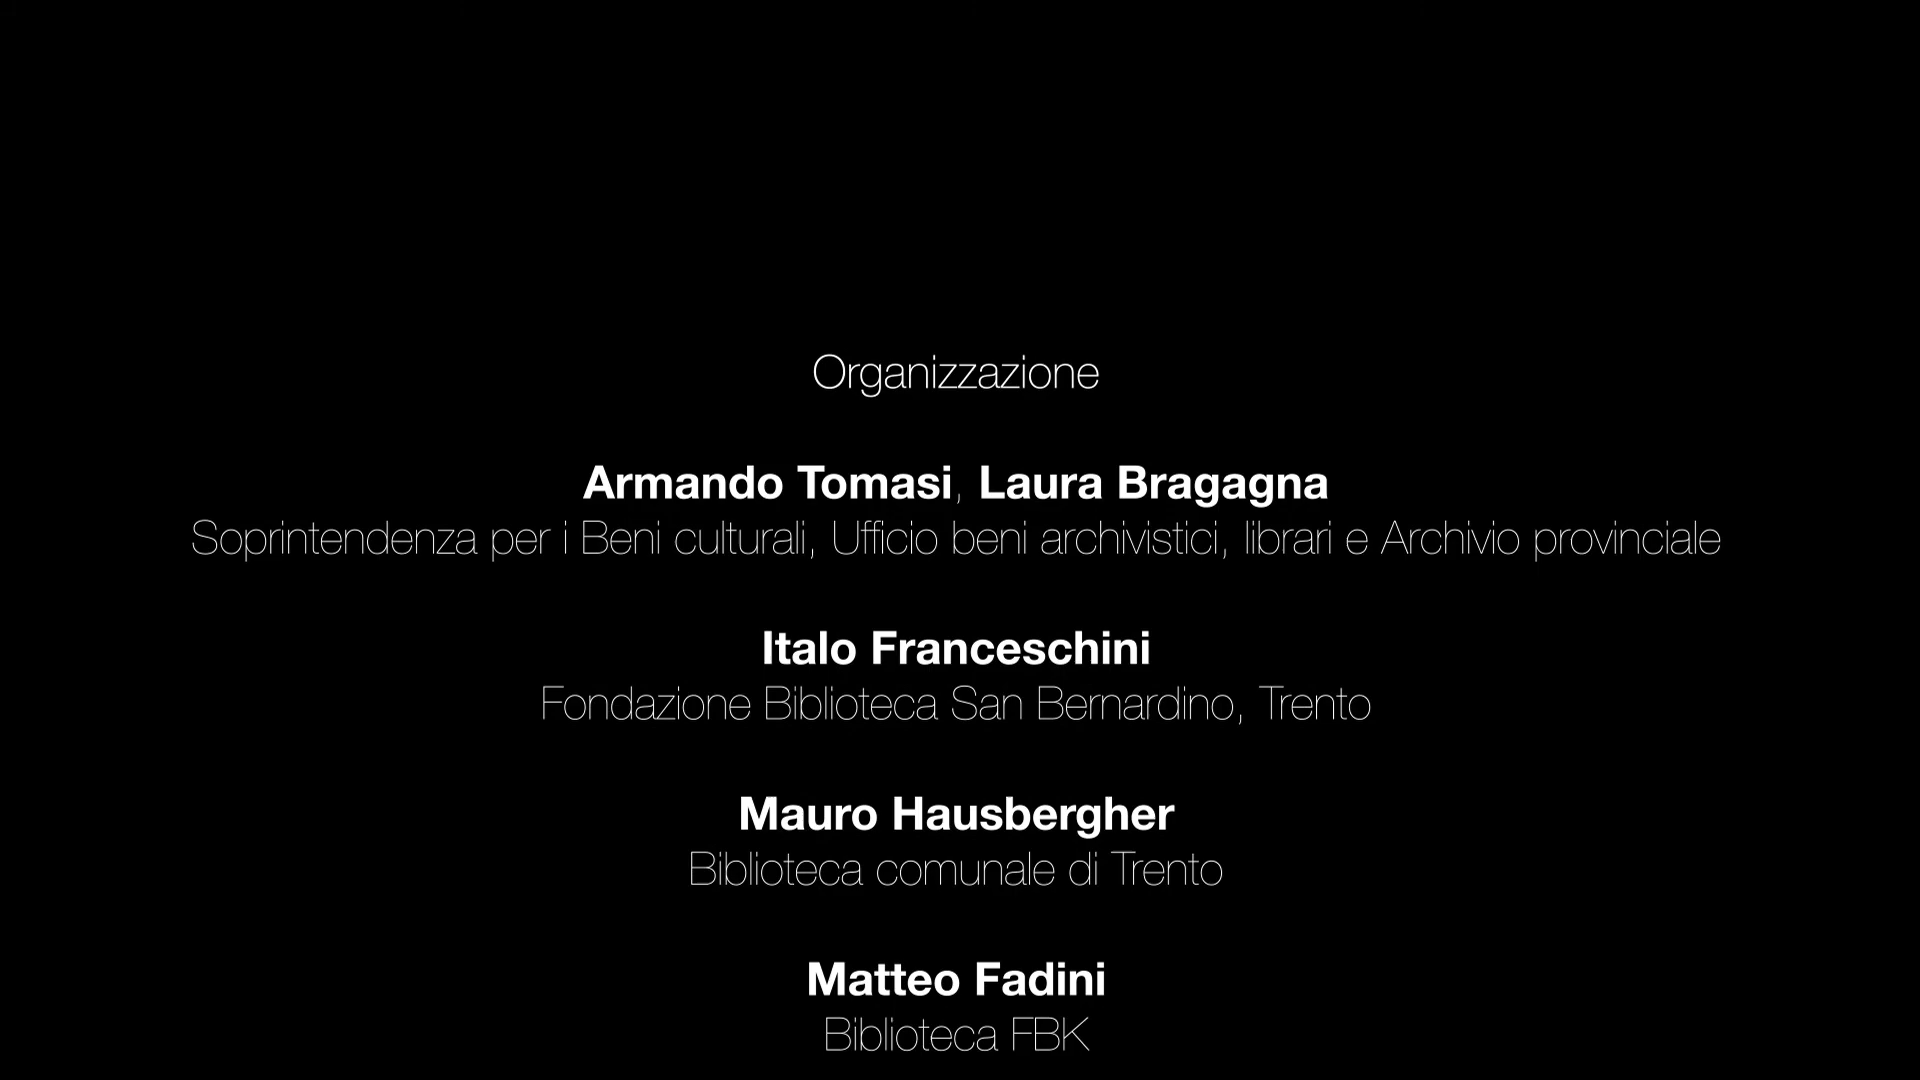 Organizzazione
Armando Tomasi, Laura Bragagna
Soprintendenza per i Beni culturali, Ufficio beni archivistici, librari e Archivio provinciale
Italo Franceschini
Fondazione Biblioteca San Bernardino, Trento
Mauro Hausbergher
Biblioteca comunale di Trento
Matteo Fadini
Biblioteca FBK